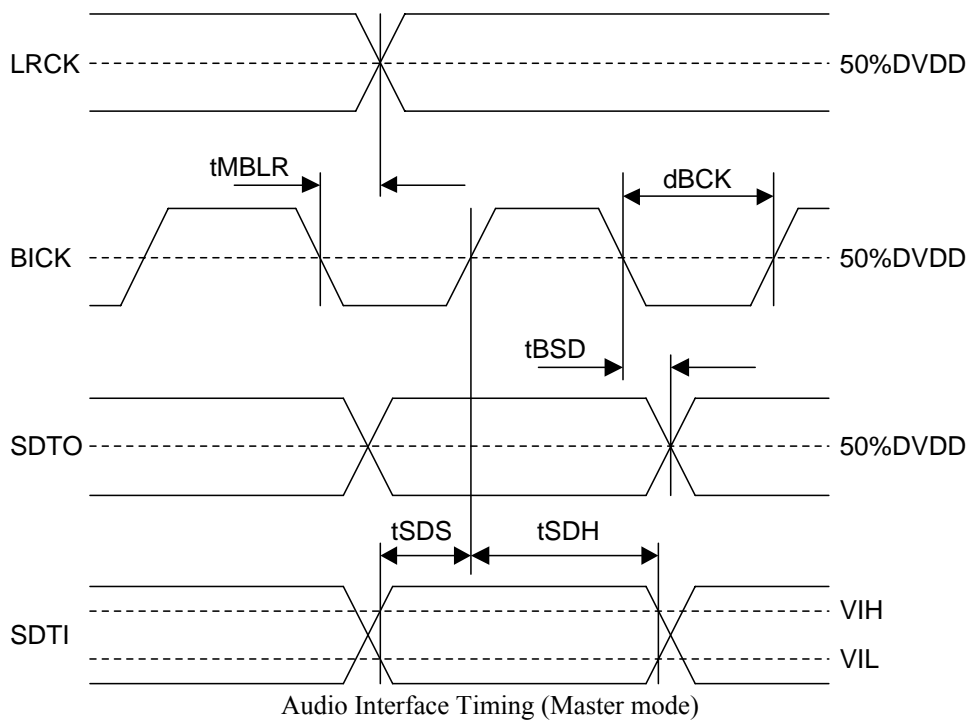 LRCK 50%DVDD
tMBLR dBCK
BICK 50%DVDD
tBSD
SDTO 50%DVDD
tSDS tSDH
VIH
SDTI
VIL
Audio Interface Timing (Master mode)